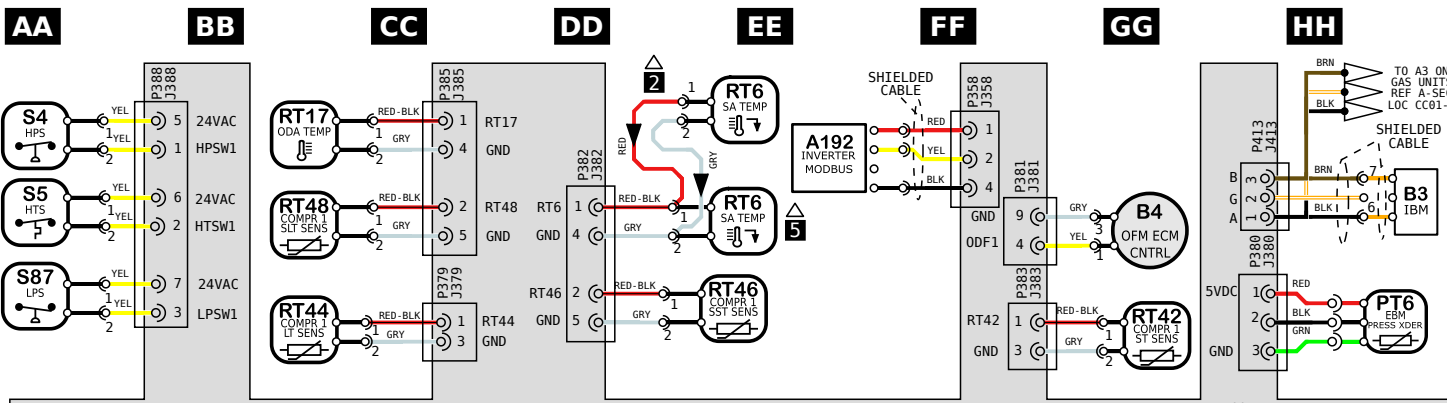 AA BB CC DD EE FF GG HH
S4
HPS
YEL
1
YEL
2
P388
J388
5 24VAC
1 HPSW1
S5
HTS
YEL
1
YEL
2
6 24VAC
2 HTSW1
S87
LPS
YEL
1
YEL
2
7 24VAC
3 LPSW1
RT17
ODA TEMP
RED-BLK
1
GRY
2
P385
J385
1 RT17
4 GND
RT48
COMPR 1
SLT SENS
RED-BLK
1
GRY
2
2 RT48
5 GND
RT44
COMPR 1
LT SENS
RED-BLK
1
GRY
2
P379
J379
1 RT44
3 GND
P382
J382
RT6 1
GND 4
RT46 2
GND 5
2
RED
GRY
1
2
RT6
SA TEMP
RED-BLK
1
GRY
2
RT6
SA TEMP
5
RED-BLK
1
GRY
2
RT46
COMPR 1
SST SENS
SHIELDED
CABLE
A192
INVERTER
MODBUS
RED
YEL
BLK
P358
J358
1
2
4
P381
J381
GND 9
ODF1 4
GRY
3
YEL
1
B4
OFM ECM
CNTRL
P383
J383
RT42 1
GND 3
RED-BLK
1
GRY
2
RT42
COMPR 1
ST SENS
BRN
BLK
TO A3 ON
GAS UNITS
REF A-SEC
LOC CC01-
SHIELDED
CABLE
P413
J413
B 3
G 2
A 1
BRN
7
BLK
6
B3
IBM
P380
J380
5VDC 1
2
GND 3
RED
BLK
GRN
PT6
EBM
PRESS XDER